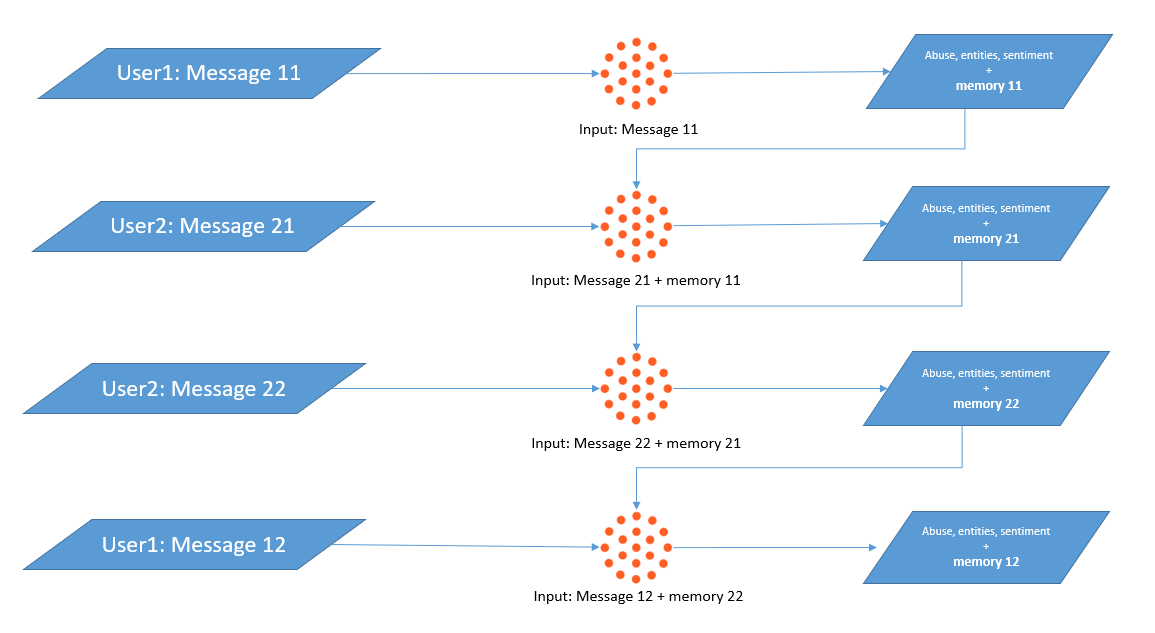 User1: Message 11
Abuse, entities, sentiment
+
memory 11
Input: Message 11
User2: Message 21
Abuse, entities, sentiment
+
memory 21
Input: Message 21 + memory 11
User2: Message 22
Abuse, entities, sentiment
+
memory 22
Input: Message 22 + memory 21
User1: Message 12
Abuse, entities, sentiment
+
memory 12
Input: Message 12 + memory 22